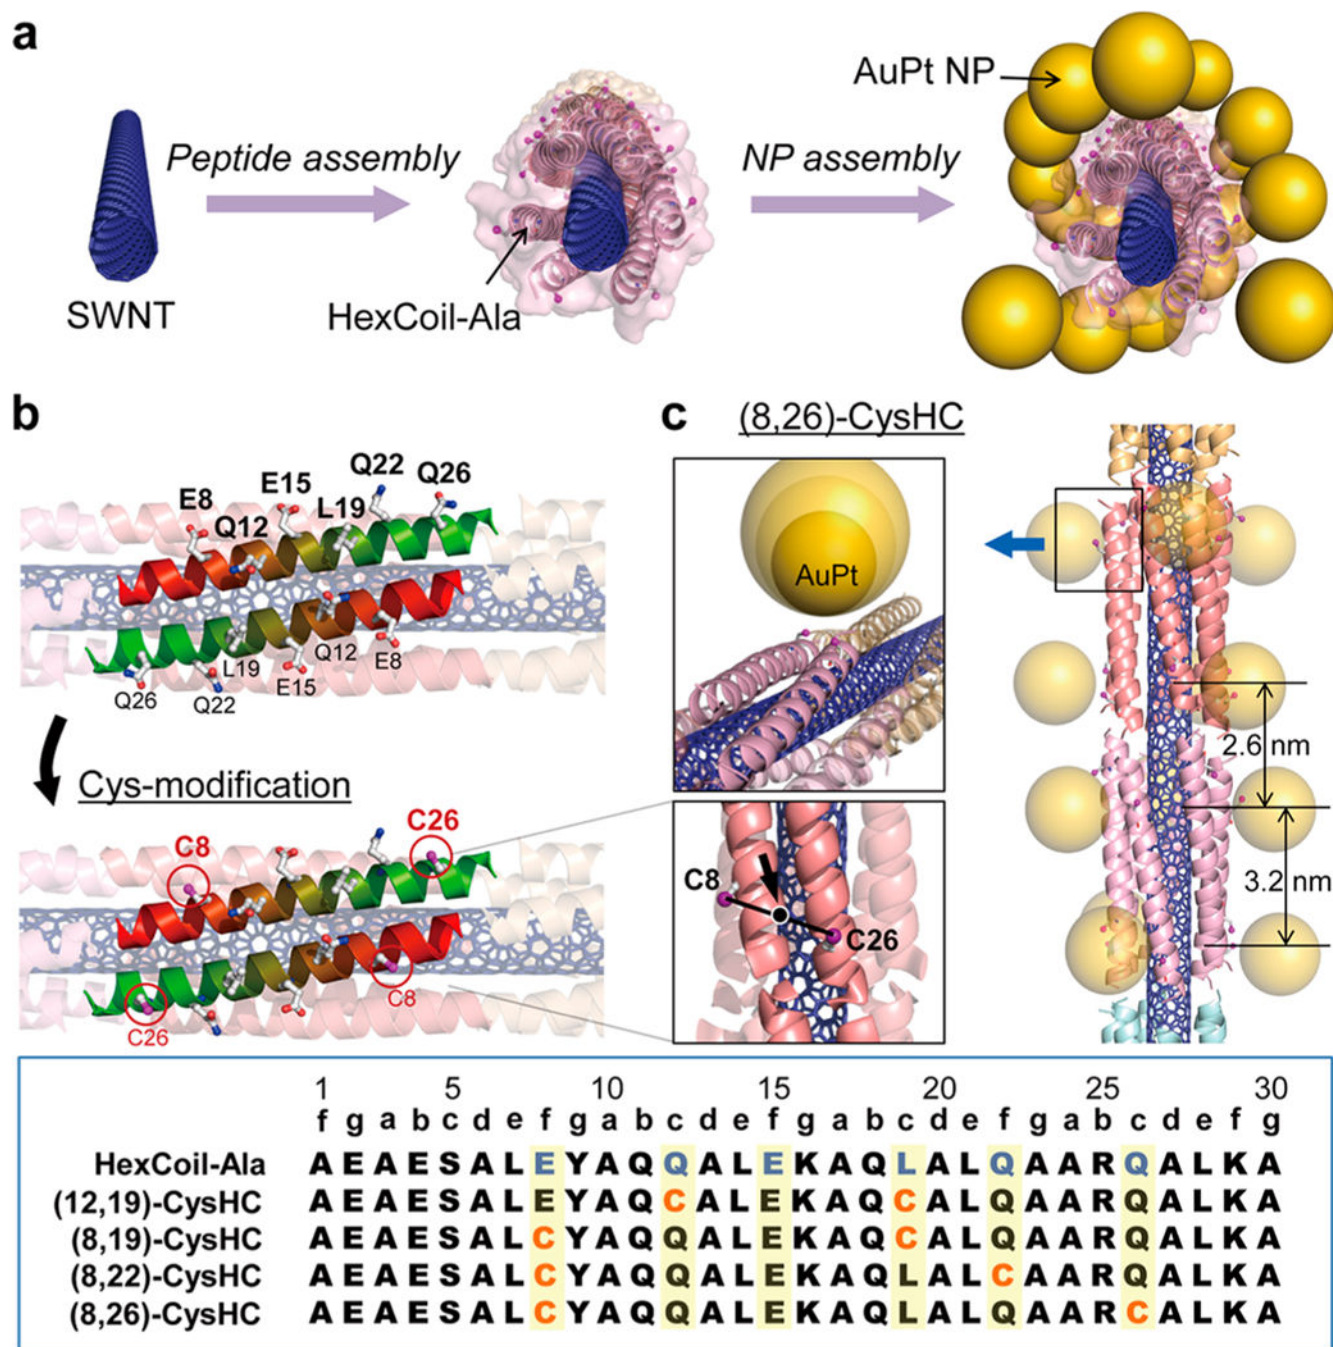 a
AuPt NP
Peptide assembly
NP assembly
SWNT
HexCoil-Ala
b
E8
Q12
E15
L19
Q22
Q26
Q26
Q22
L19
E15
Q12
E8
Cys-modification
C8
C26
C26
C8
c
(8,26)-CysHC
AuPt
C8
C26
2.6 nm
3.2 nm
1 5 10 15 20 25 30
f g a b c d e f g a b c d e f g a b c d e f g a b c d e f g
HexCoil-Ala A E A E S A L E Y A Q Q A L E K A Q L A L Q A A R Q A L K A
(12,19)-CysHC A E A E S A L E Y A Q C A L E K A Q C A L Q A A R Q A L K A
(8,19)-CysHC A E A E S A L C Y A Q Q A L E K A Q C A L Q A A R Q A L K A
(8,22)-CysHC A E A E S A L C Y A Q Q A L E K A Q L A L C A A R Q A L K A
(8,26)-CysHC A E A E S A L C Y A Q Q A L E K A Q L A L Q A A R C A L K A